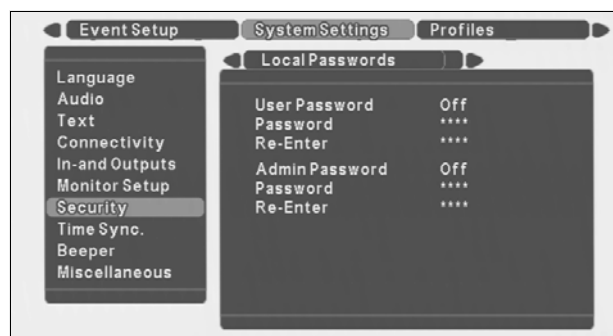 Event Setup System Settings Profiles
Local Passwords
Language
Audio
Text
Connectivity
In-and Outputs
Monitor Setup
Security
Time Sync.
Beeper
Miscellaneous
User Password Off
Password ****
Re-Enter ****
Admin Password Off
Password ****
Re-Enter ****